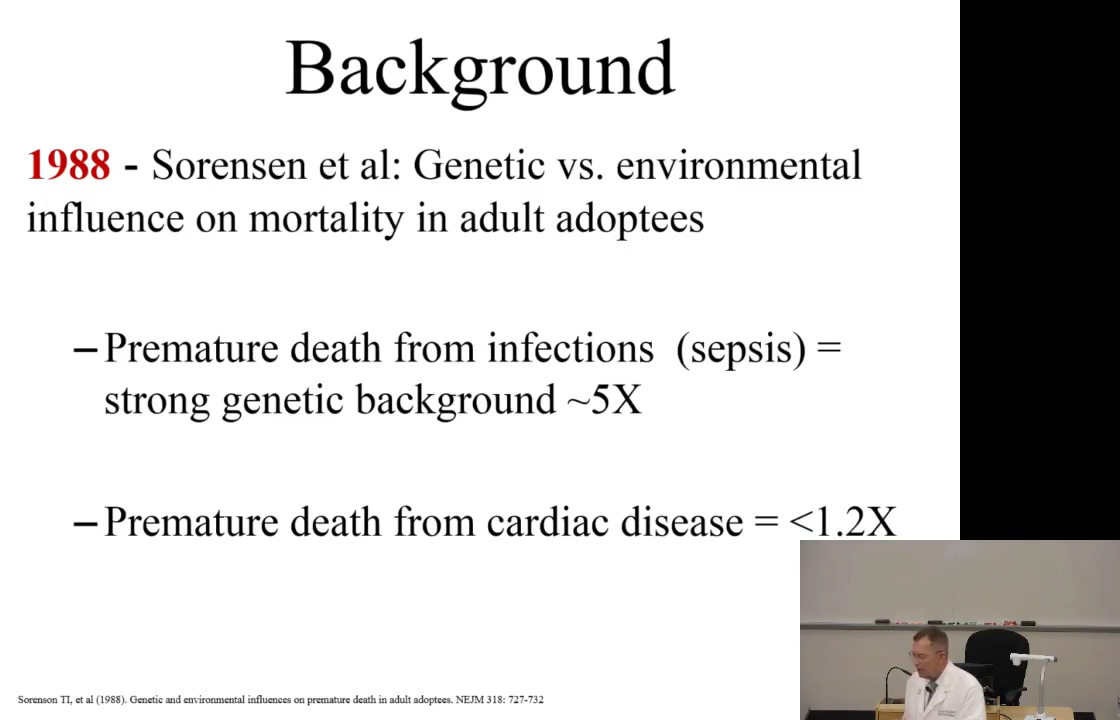 Background
1988 - Sorensen et al: Genetic vs. environmental
influence on mortality in adult adoptees
– Premature death from infections (sepsis) =
strong genetic background ~5X
– Premature death from cardiac disease = <1.2X
Sorenson TI, et al (1988). Genetic and environmental influences on premature death in adult adoptees. NEJM 318: 727-732